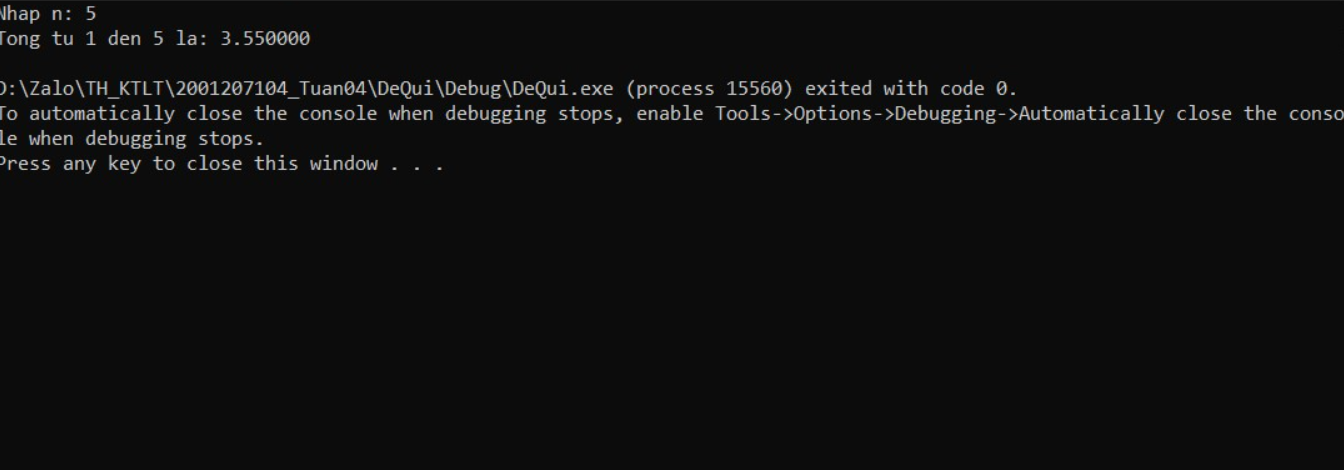 Nhap n: 5
Tong tu 1 den 5 la: 3.550000
D:\Zalo\TH_KTLT\2001207104_Tuan04\DeQui\Debug\DeQui.exe (process 15560) exited with code 0.
To automatically close the console when debugging stops, enable Tools->Options->Debugging->Automatically close the conso
le when debugging stops.
Press any key to close this window . . .